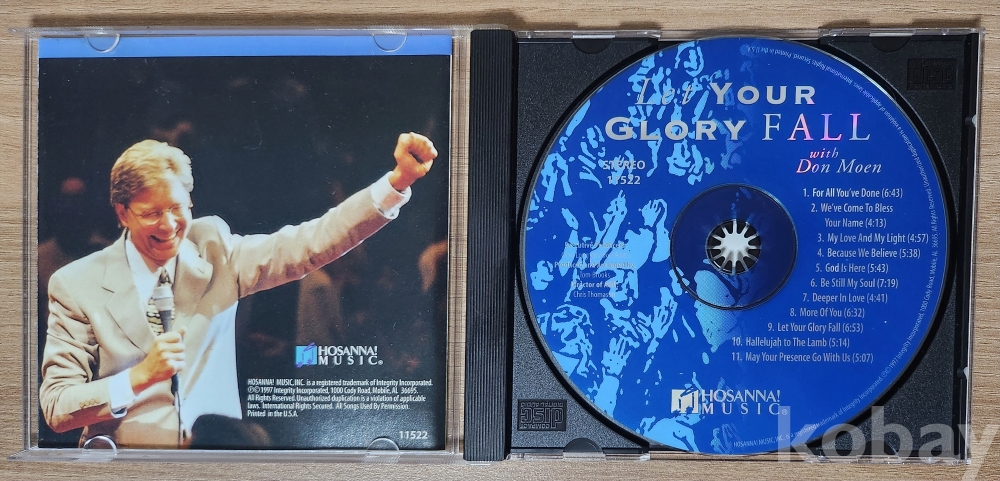 HOSANNA!
MUSIC®
HOSANNA! MUSIC, INC. is a registered trademark of Integrity Incorporated.
℗© 1997 Integrity Incorporated, 1000 Cody Road, Mobile, AL 36695.
All Rights Reserved. Unauthorized duplication is a violation of applicable
laws. International Rights Secured. All Songs Used By Permission.
Printed in the U.S.A.
11522
Let YOUR
GLORY FALL
with
Don Moen
STEREO
11522
Tom Brooks
Chris Thomason
1. For All You've Done (6:43)
2. We've Come To Bless
Your Name (4:13)
3. My Love And My Light (4:57)
4. Because We Believe (5:38)
5. God Is Here (5:43)
6. Be Still My Soul (7:19)
7. Deeper In Love (4:41)
8. More Of You (6:32)
9. Let Your Glory Fall (6:53)
10. Hallelujah To The Lamb (5:14)
11. May Your Presence Go With Us (5:07)
HOSANNA!
MUSIC®
kobay